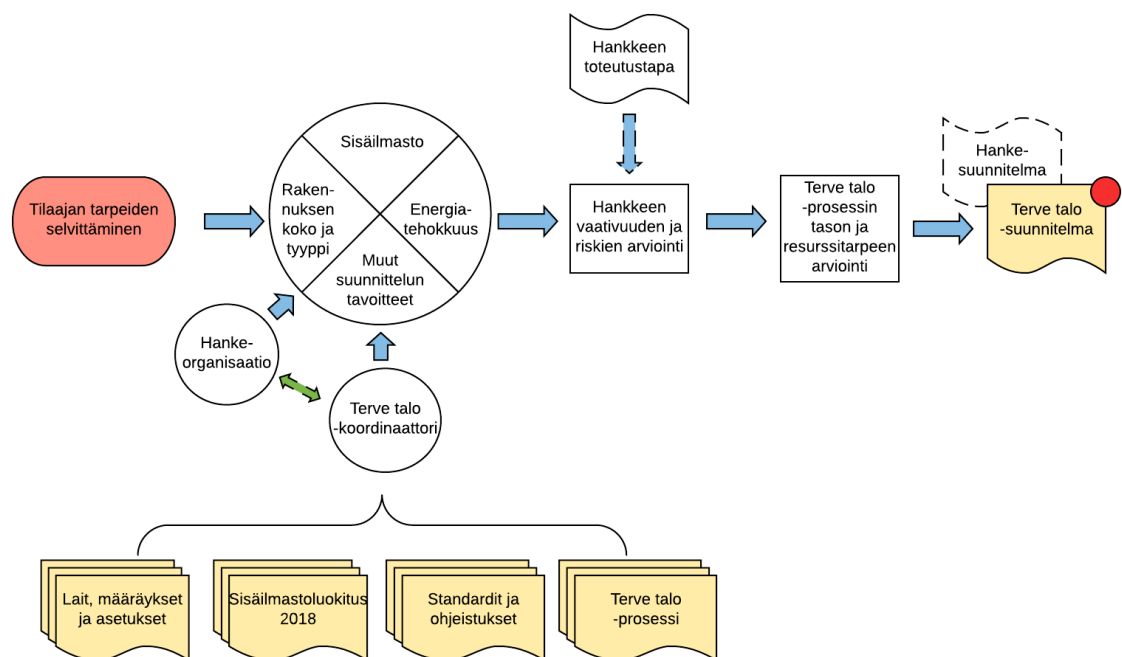 Hankkeen
toteutustapa
Sisäilmasto
Raken-
nuksen
koko ja
tyyppi
Energia-
tehokkuus
Muut
suunnittelun
tavoitteet
Tilaajan tarpeiden
selvittäminen
Hankkeen
vaativuuden ja
riskien arviointi
Terve talo
-prosessin
tason ja
resurssitarpeen
arviointi
Hanke-
suunnitelma
Terve talo
-suunnitelma
Hanke-
organisaatio
Terve talo
-koordinaattori
Lait, määräykset
ja asetukset
Sisäilmastoluokitus
2018
Standardit ja
ohjeistukset
Terve talo
-prosessi